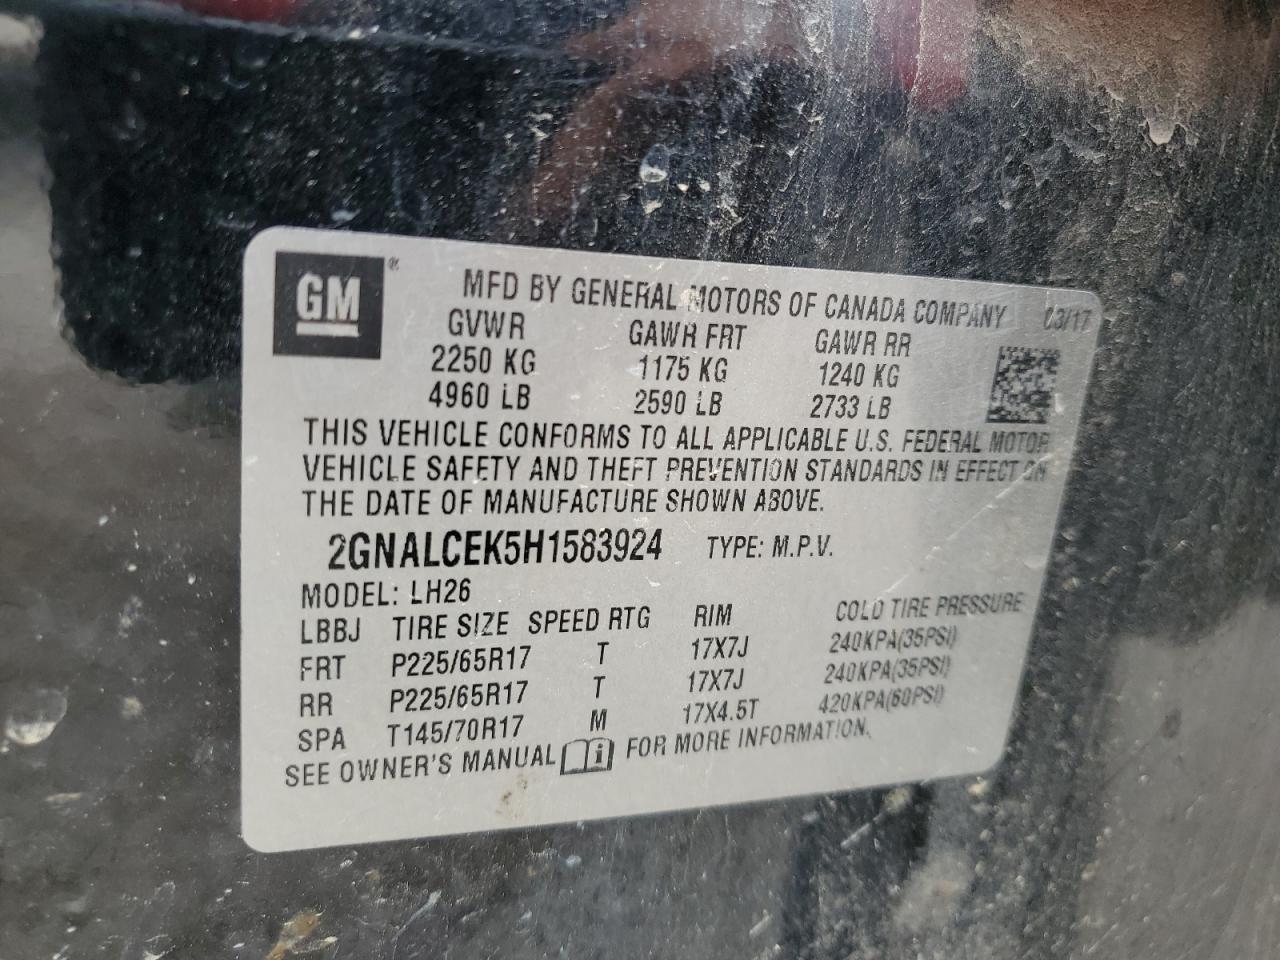 GM ®
MFD BY GENERAL MOTORS OF CANADA COMPANY 03/17
GVWR GAWR FRT GAWR RR
2250 KG 1175 KG 1240 KG
4960 LB 2590 LB 2733 LB
THIS VEHICLE CONFORMS TO ALL APPLICABLE U.S. FEDERAL MOTOR
VEHICLE SAFETY AND THEFT PREVENTION STANDARDS IN EFFECT ON
THE DATE OF MANUFACTURE SHOWN ABOVE.
2GNALCEK5H1583924 TYPE: M.P.V.
MODEL: LH26
LBBJ TIRE SIZE SPEED RTG RIM COLD TIRE PRESSURE
FRT P225/65R17 T 17X7J 240KPA(35PSI)
RR P225/65R17 T 17X7J 240KPA(35PSI)
SPA T145/70R17 M 17X4.5T 420KPA(60PSI)
SEE OWNER'S MANUAL i FOR MORE INFORMATION.